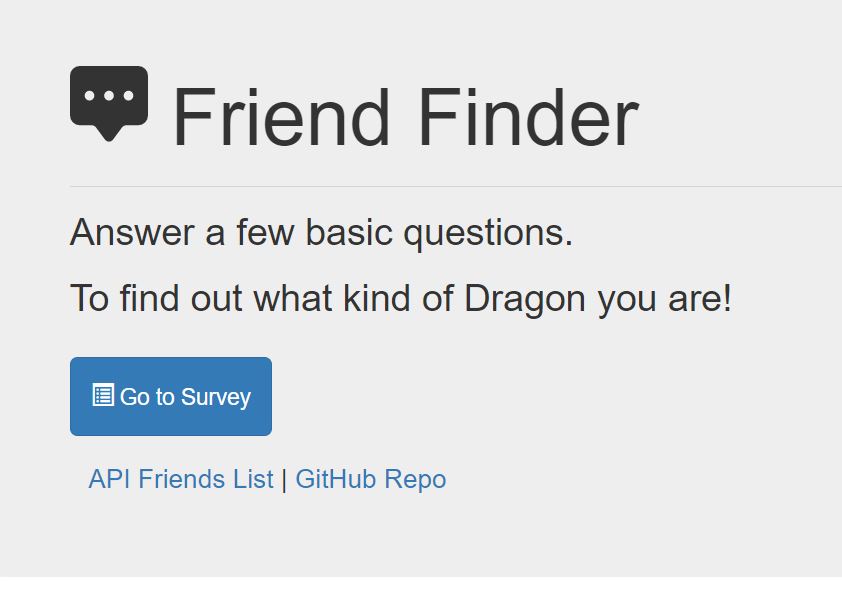 Friend Finder
Answer a few basic questions.
To find out what kind of Dragon you are!
Go to Survey
API Friends List | GitHub Repo